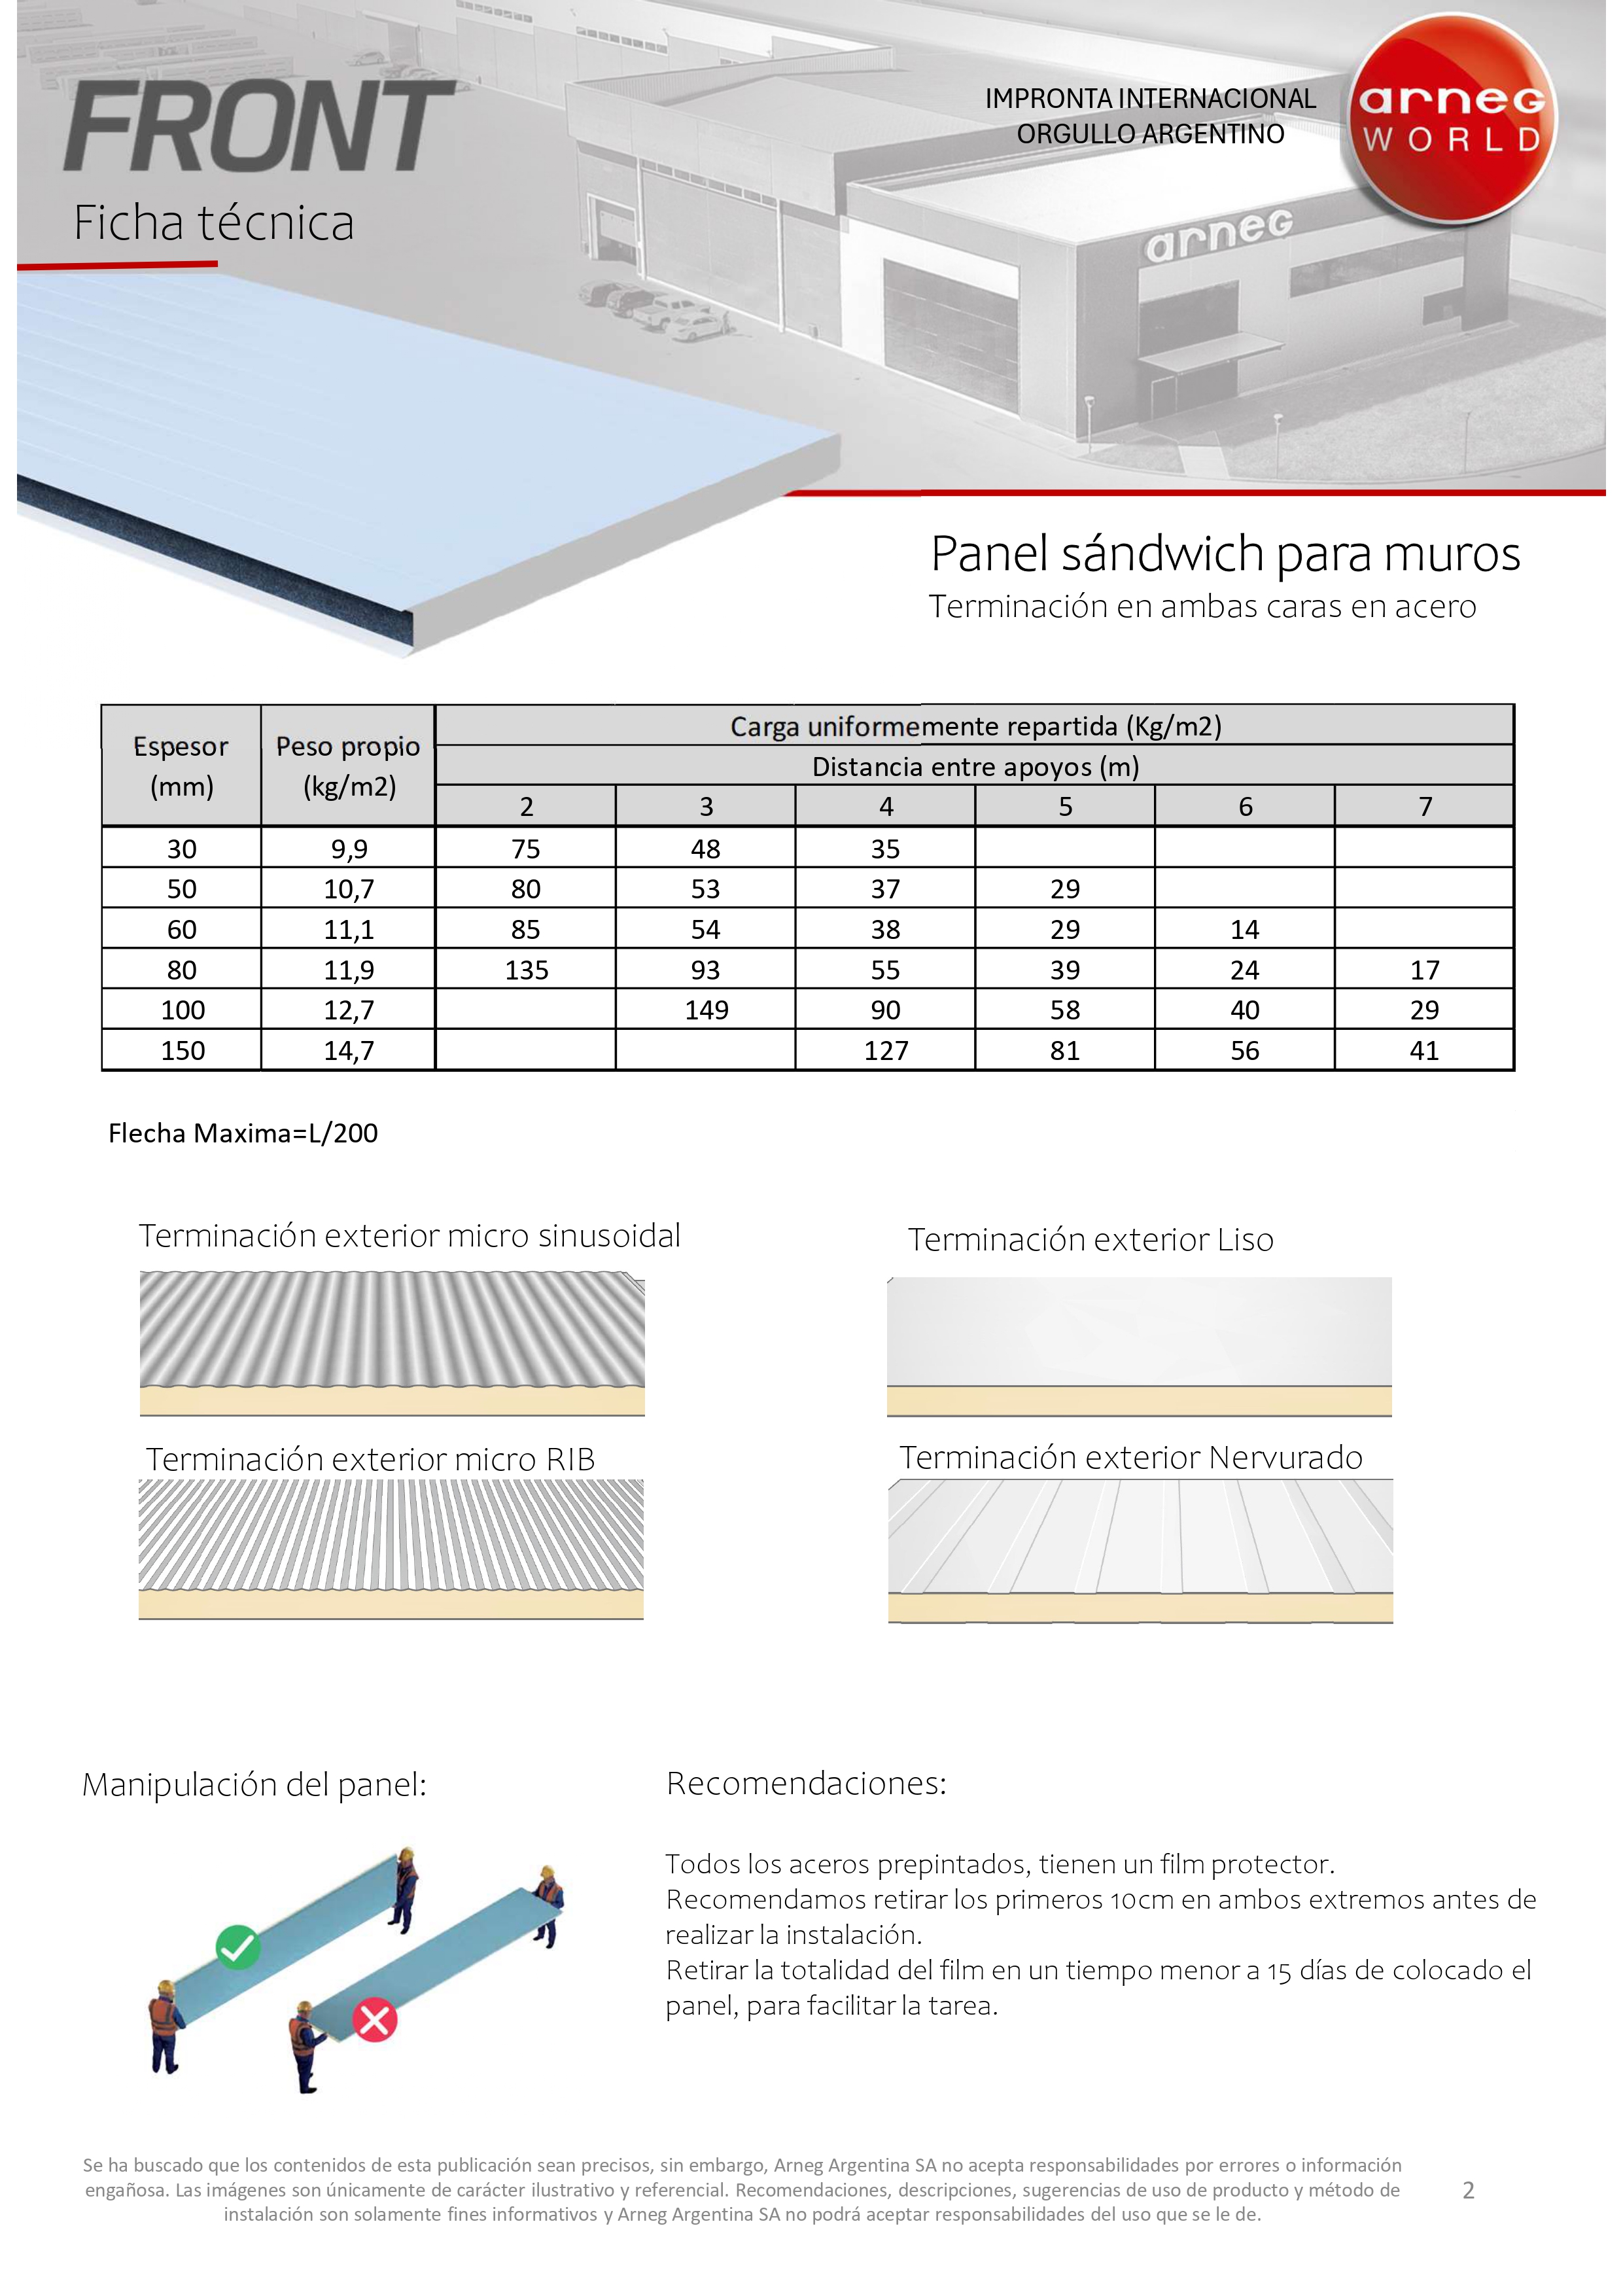 FRONT
Ficha técnica
IMPRONTA INTERNACIONAL
ORGULLO ARGENTINO
arneg
WORLD
arneg
Panel sándwich para muros
Terminación en ambas caras en acero
Espesor (mm) Peso propio (kg/m2) Carga uniformemente repartida (Kg/m2)
Distancia entre apoyos (m)
2 3 4 5 6 7
30 9,9 75 48 35
50 10,7 80 53 37 29
60 11,1 85 54 38 29 14
80 11,9 135 93 55 39 24 17
100 12,7 149 90 58 40 29
150 14,7 127 81 56 41
Flecha Maxima=L/200
Terminación exterior micro sinusoidal
Terminación exterior Liso
Terminación exterior micro RIB
Terminación exterior Nervurado
Manipulación del panel:
Recomendaciones:
Todos los aceros prepintados, tienen un film protector.
Recomendamos retirar los primeros 10cm en ambos extremos antes de
realizar la instalación.
Retirar la totalidad del film en un tiempo menor a 15 días de colocado el
panel, para facilitar la tarea.
Se ha buscado que los contenidos de esta publicación sean precisos, sin embargo, Arneg Argentina SA no acepta responsabilidades por errores o información
engañosa. Las imágenes son únicamente de carácter ilustrativo y referencial. Recomendaciones, descripciones, sugerencias de uso de producto y método de
instalación son solamente fines informativos y Arneg Argentina SA no podrá aceptar responsabilidades del uso que se le de.
2